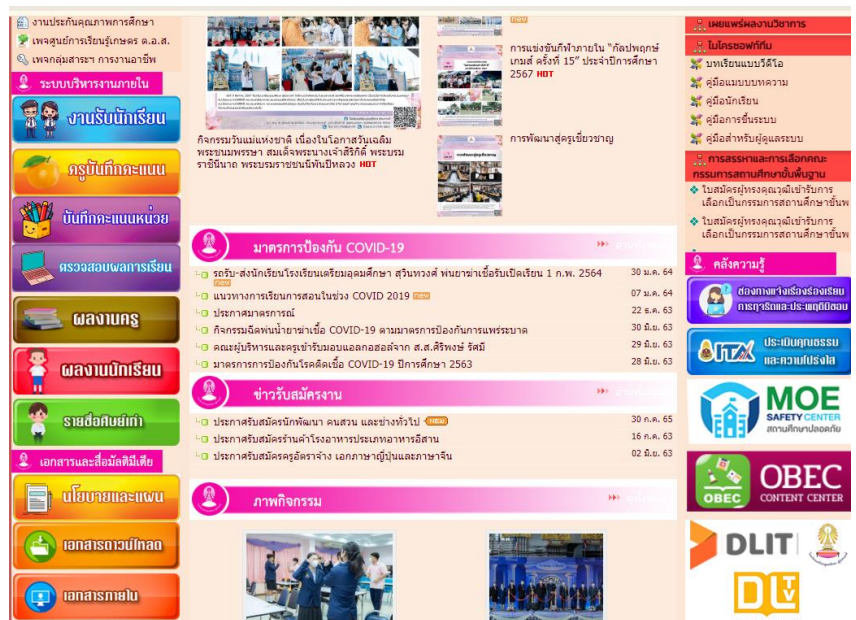 งานประกันคุณภาพการศึกษา
เพจศูนย์การเรียนรู้เกษตร ต.อ.ส.
เพจกลุ่มสาระฯ การงานอาชีพ
ระบบบริหารงานภายใน
งานรับนักเรียน
ครูบันทึกคะแนน
บันทึกคะแนนหน่วย
ตรวจสอบผลการเรียน
ผลงานครู
ผลงานนักเรียน
รายชื่อศิษย์เก่า
เอกสารและสื่อมัลติมีเดีย
นโยบายและแผน
เอกสารดาวน์โหลด
เอกสารภายใน
กิจกรรมวันแม่แห่งชาติ เนื่องในโอกาสวันเฉลิม
พระชนมพรรษา สมเด็จพระนางเจ้าสิริกิติ์ พระบรม
ราชินีนาถ พระบรมราชชนนีพันปีหลวง HOT
new
การแข่งขันกีฬาภายใน "กัลปพฤกษ์
เกมส์ ครั้งที่ 15" ประจำปีการศึกษา
2567 HOT
การพัฒนาสู่ครูเชี่ยวชาญ
มาตรการป้องกัน COVID-19
รถรับ-ส่งนักเรียนโรงเรียนเตรียมอุดมศึกษา สุวินทวงศ์ พ่นยาฆ่าเชื้อรับเปิดเรียน 1 ก.พ. 2564 30 ม.ค. 64
new
แนวทางการเรียนการสอนในช่วง COVID 2019 new 07 ม.ค. 64
ประกาศมาตรการณ์ 22 ธ.ค. 63
กิจกรรมฉีดพ่นน้ำยาฆ่าเชื้อ COVID-19 ตามมาตรการป้องกันการแพร่ระบาด 30 มิ.ย. 63
คณะผู้บริหารและครูเข้ารับมอบแอลกอฮอล์จาก ส.ส.ศิริพงษ์ รัศมี 29 มิ.ย. 63
มาตรการการป้องกันโรคติดเชื้อ COVID-19 ปีการศึกษา 2563 28 มิ.ย. 63
ข่าวรับสมัครงาน
ประกาศรับสมัครนักพัฒนา คนสวน และช่างทั่วไป NEW 30 ก.ค. 65
ประกาศรับสมัครร้านค้าโรงอาหารประเภทอาหารอีสาน 16 ก.ค. 63
ประกาศรับสมัครครูอัตราจ้าง เอกภาษาญี่ปุ่นและภาษาจีน 02 มิ.ย. 63
ภาพกิจกรรม
เผยแพร่ผลงานวิชาการ
ไมโครซอฟท์ทีม
บทเรียนแบบวีดีโอ
คู่มือแมบบทความ
คู่มือนักเรียน
คู่มือการขึ้นระบบ
คู่มือสำหรับผู้ดูแลระบบ
การสรรหาและการเลือกคณะ
กรรมการสถานศึกษาขั้นพื้นฐาน
ใบสมัครผู้ทรงคุณวุฒิเข้ารับการ
เลือกเป็นกรรมการสถานศึกษาขั้นพ
ใบสมัครผู้ทรงคุณวุฒิเข้ารับการ
เลือกเป็นกรรมการสถานศึกษาขั้นพ
คลังความรู้
ช่องทางแจ้งเรื่องร้องเรียน
การทุจริตและประพฤติมิชอบ
ITA
ประเมินคุณธรรม
และความโปร่งใส
MOE
SAFETY CENTER
สถานศึกษาปลอดภัย
OBEC
OBEC
CONTENT CENTER
DLIT
DLTV